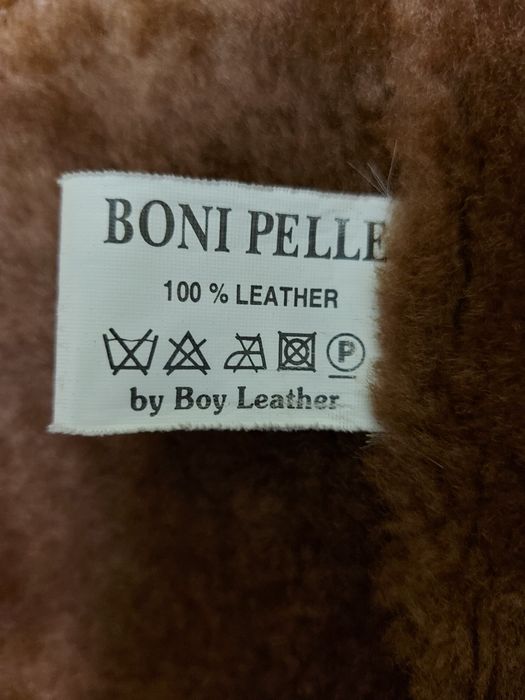 BONI PELLE
100 % LEATHER
P
by Boy Leather